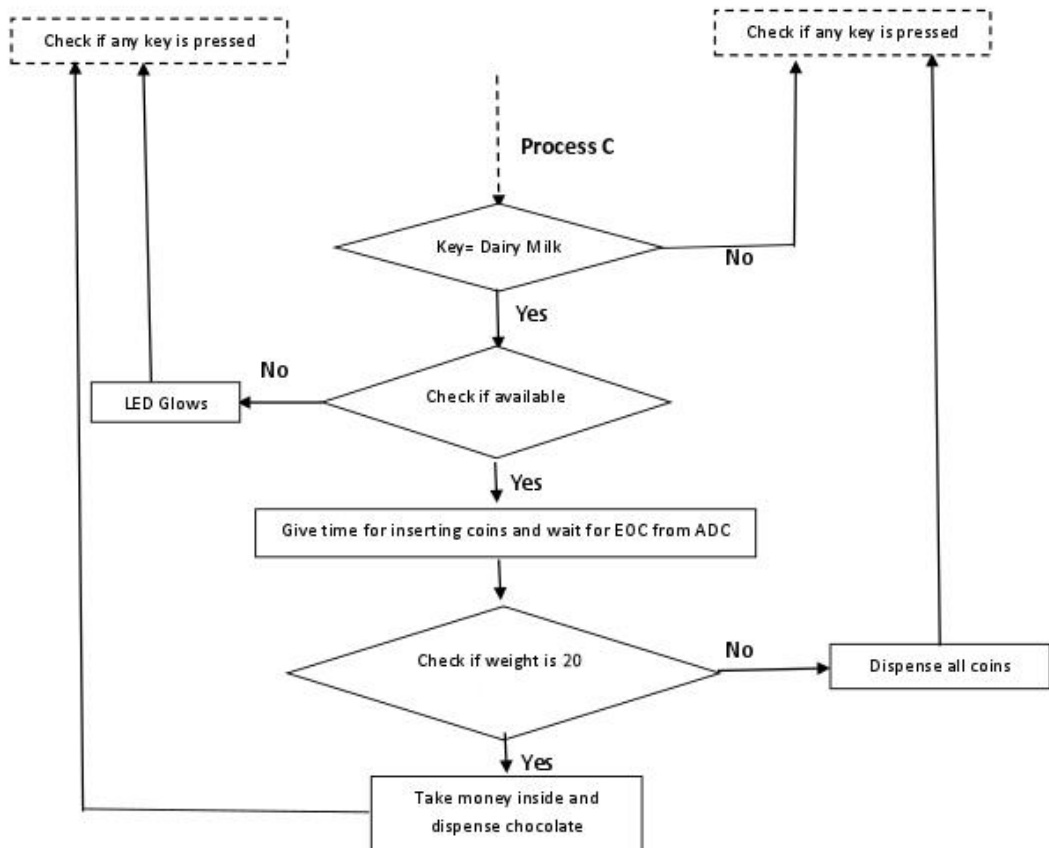 Check if any key is pressed
Check if any key is pressed
Process C
Key= Dairy Milk
No
Yes
No
Check if available
LED Glows
Yes
Give time for inserting coins and wait for EOC from ADC
Check if weight is 20
No
Dispense all coins
Yes
Take money inside and
dispense chocolate